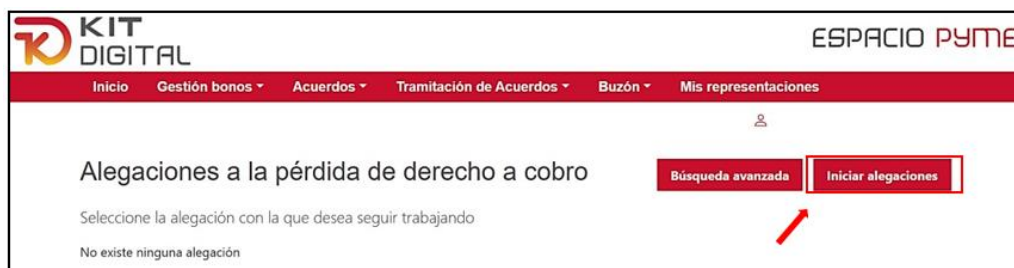 KIT
DIGITAL
ESPACIO PYME
Inicio Gestión bonos Acuerdos Tramitación de Acuerdos Buzón Mis representaciones
Alegaciones a la pérdida de derecho a cobro
Búsqueda avanzada Iniciar alegaciones
Seleccione la alegación con la que desea seguir trabajando
No existe ninguna alegación